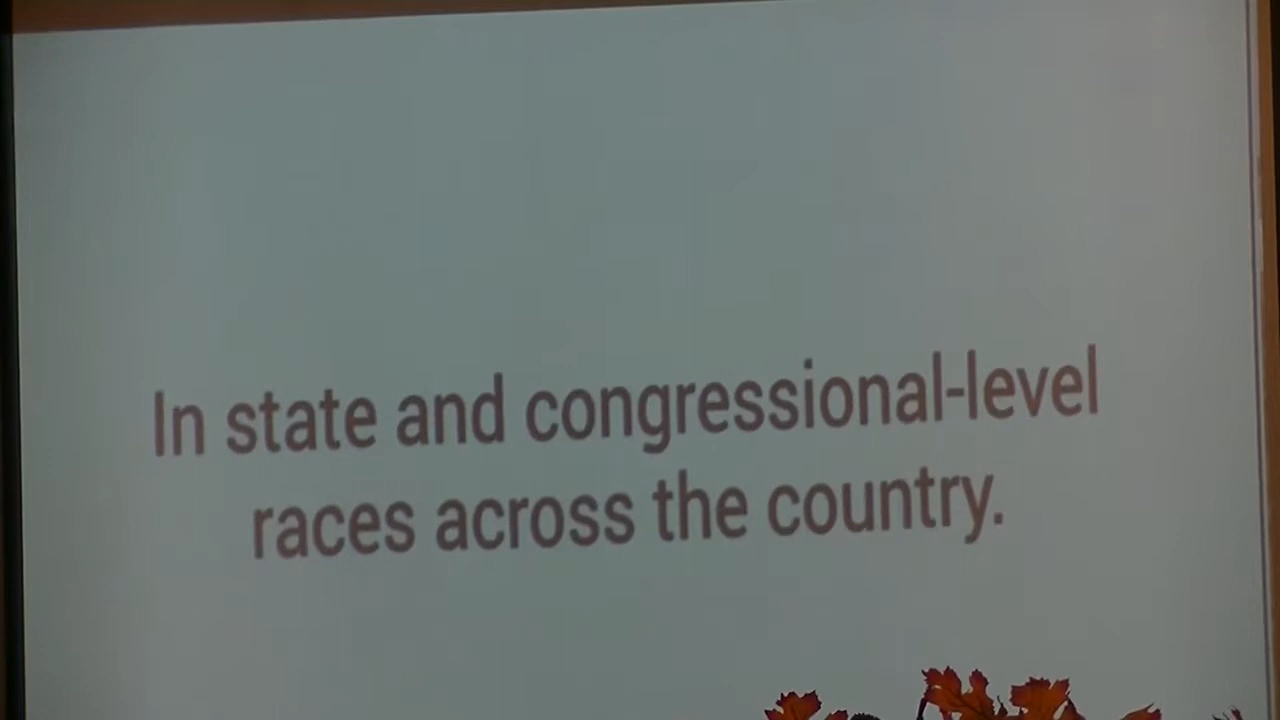 In state and congressional-level
races across the country.